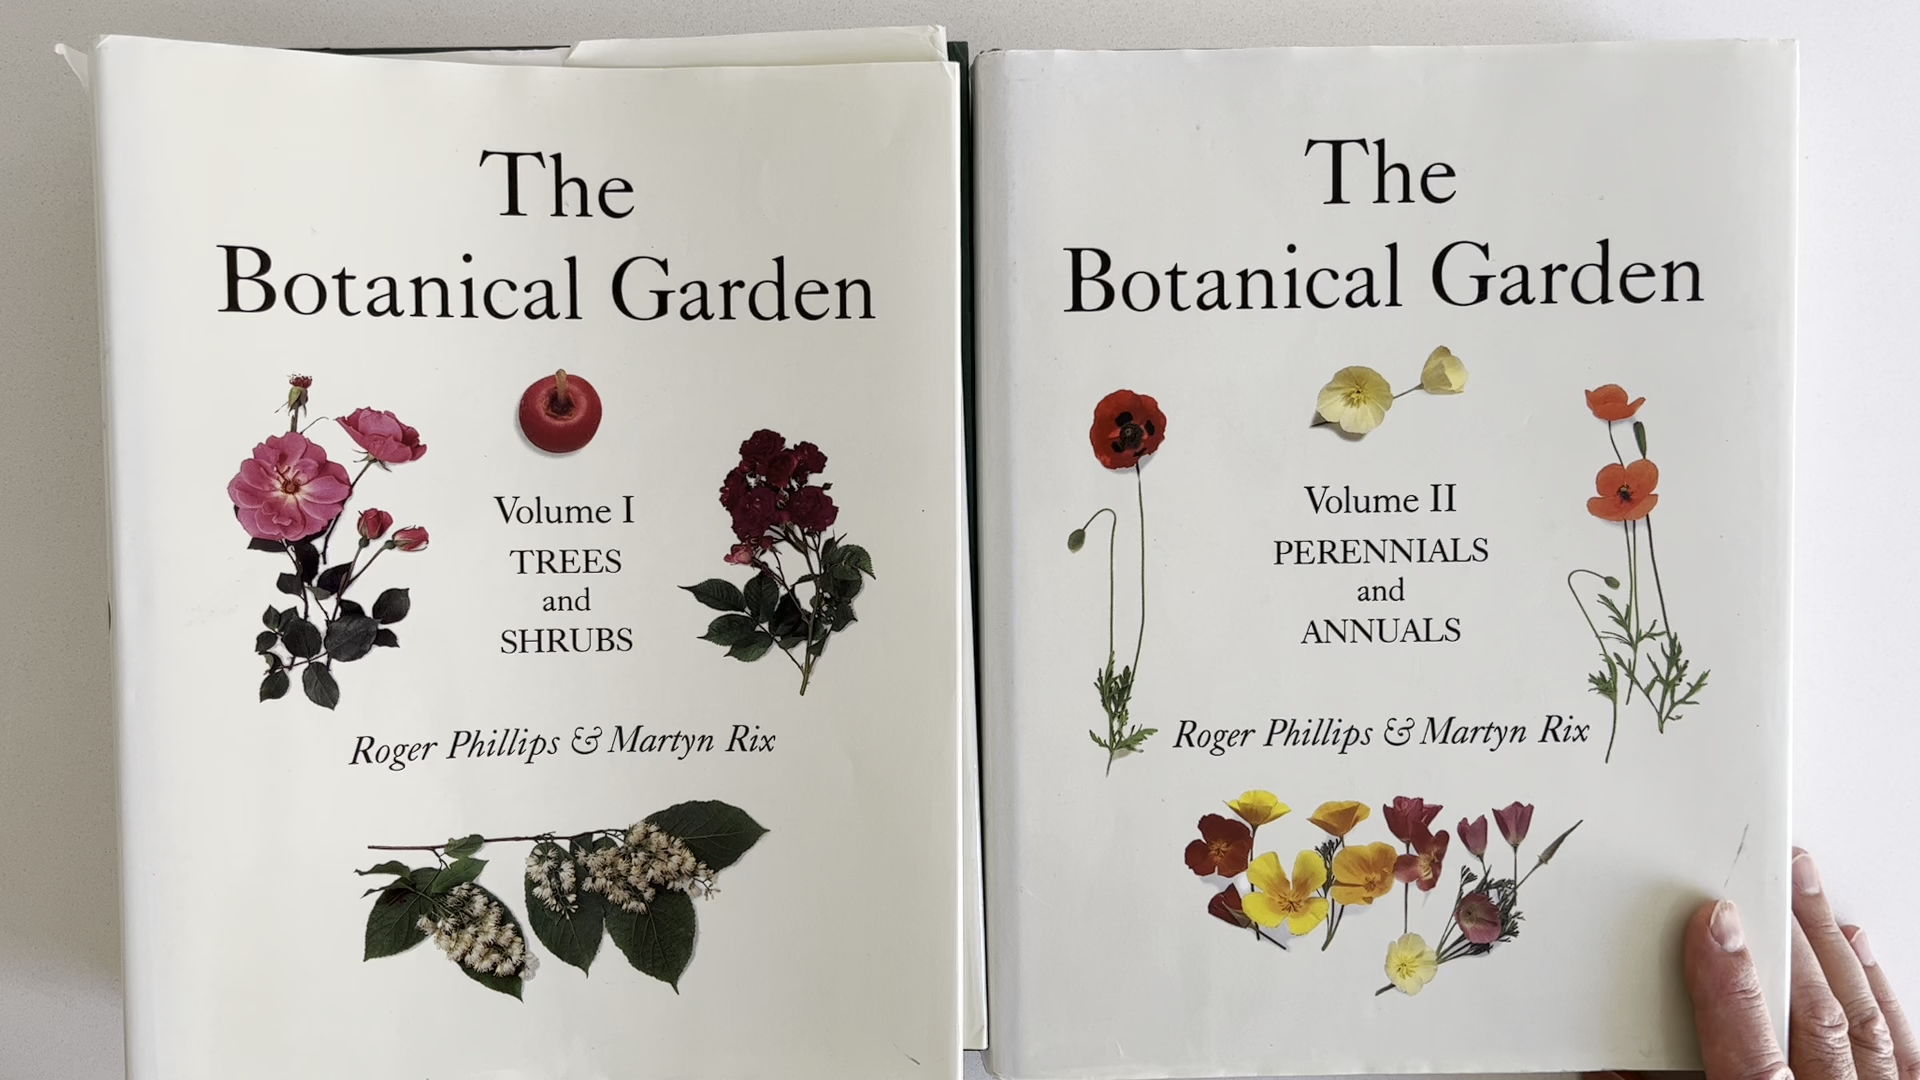 The
Botanical Garden
Volume I
TREES
and
SHRUBS
Roger Phillips & Martyn Rix
The
Botanical Garden
Volume II
PERENNIALS
and
ANNUALS
Roger Phillips & Martyn Rix